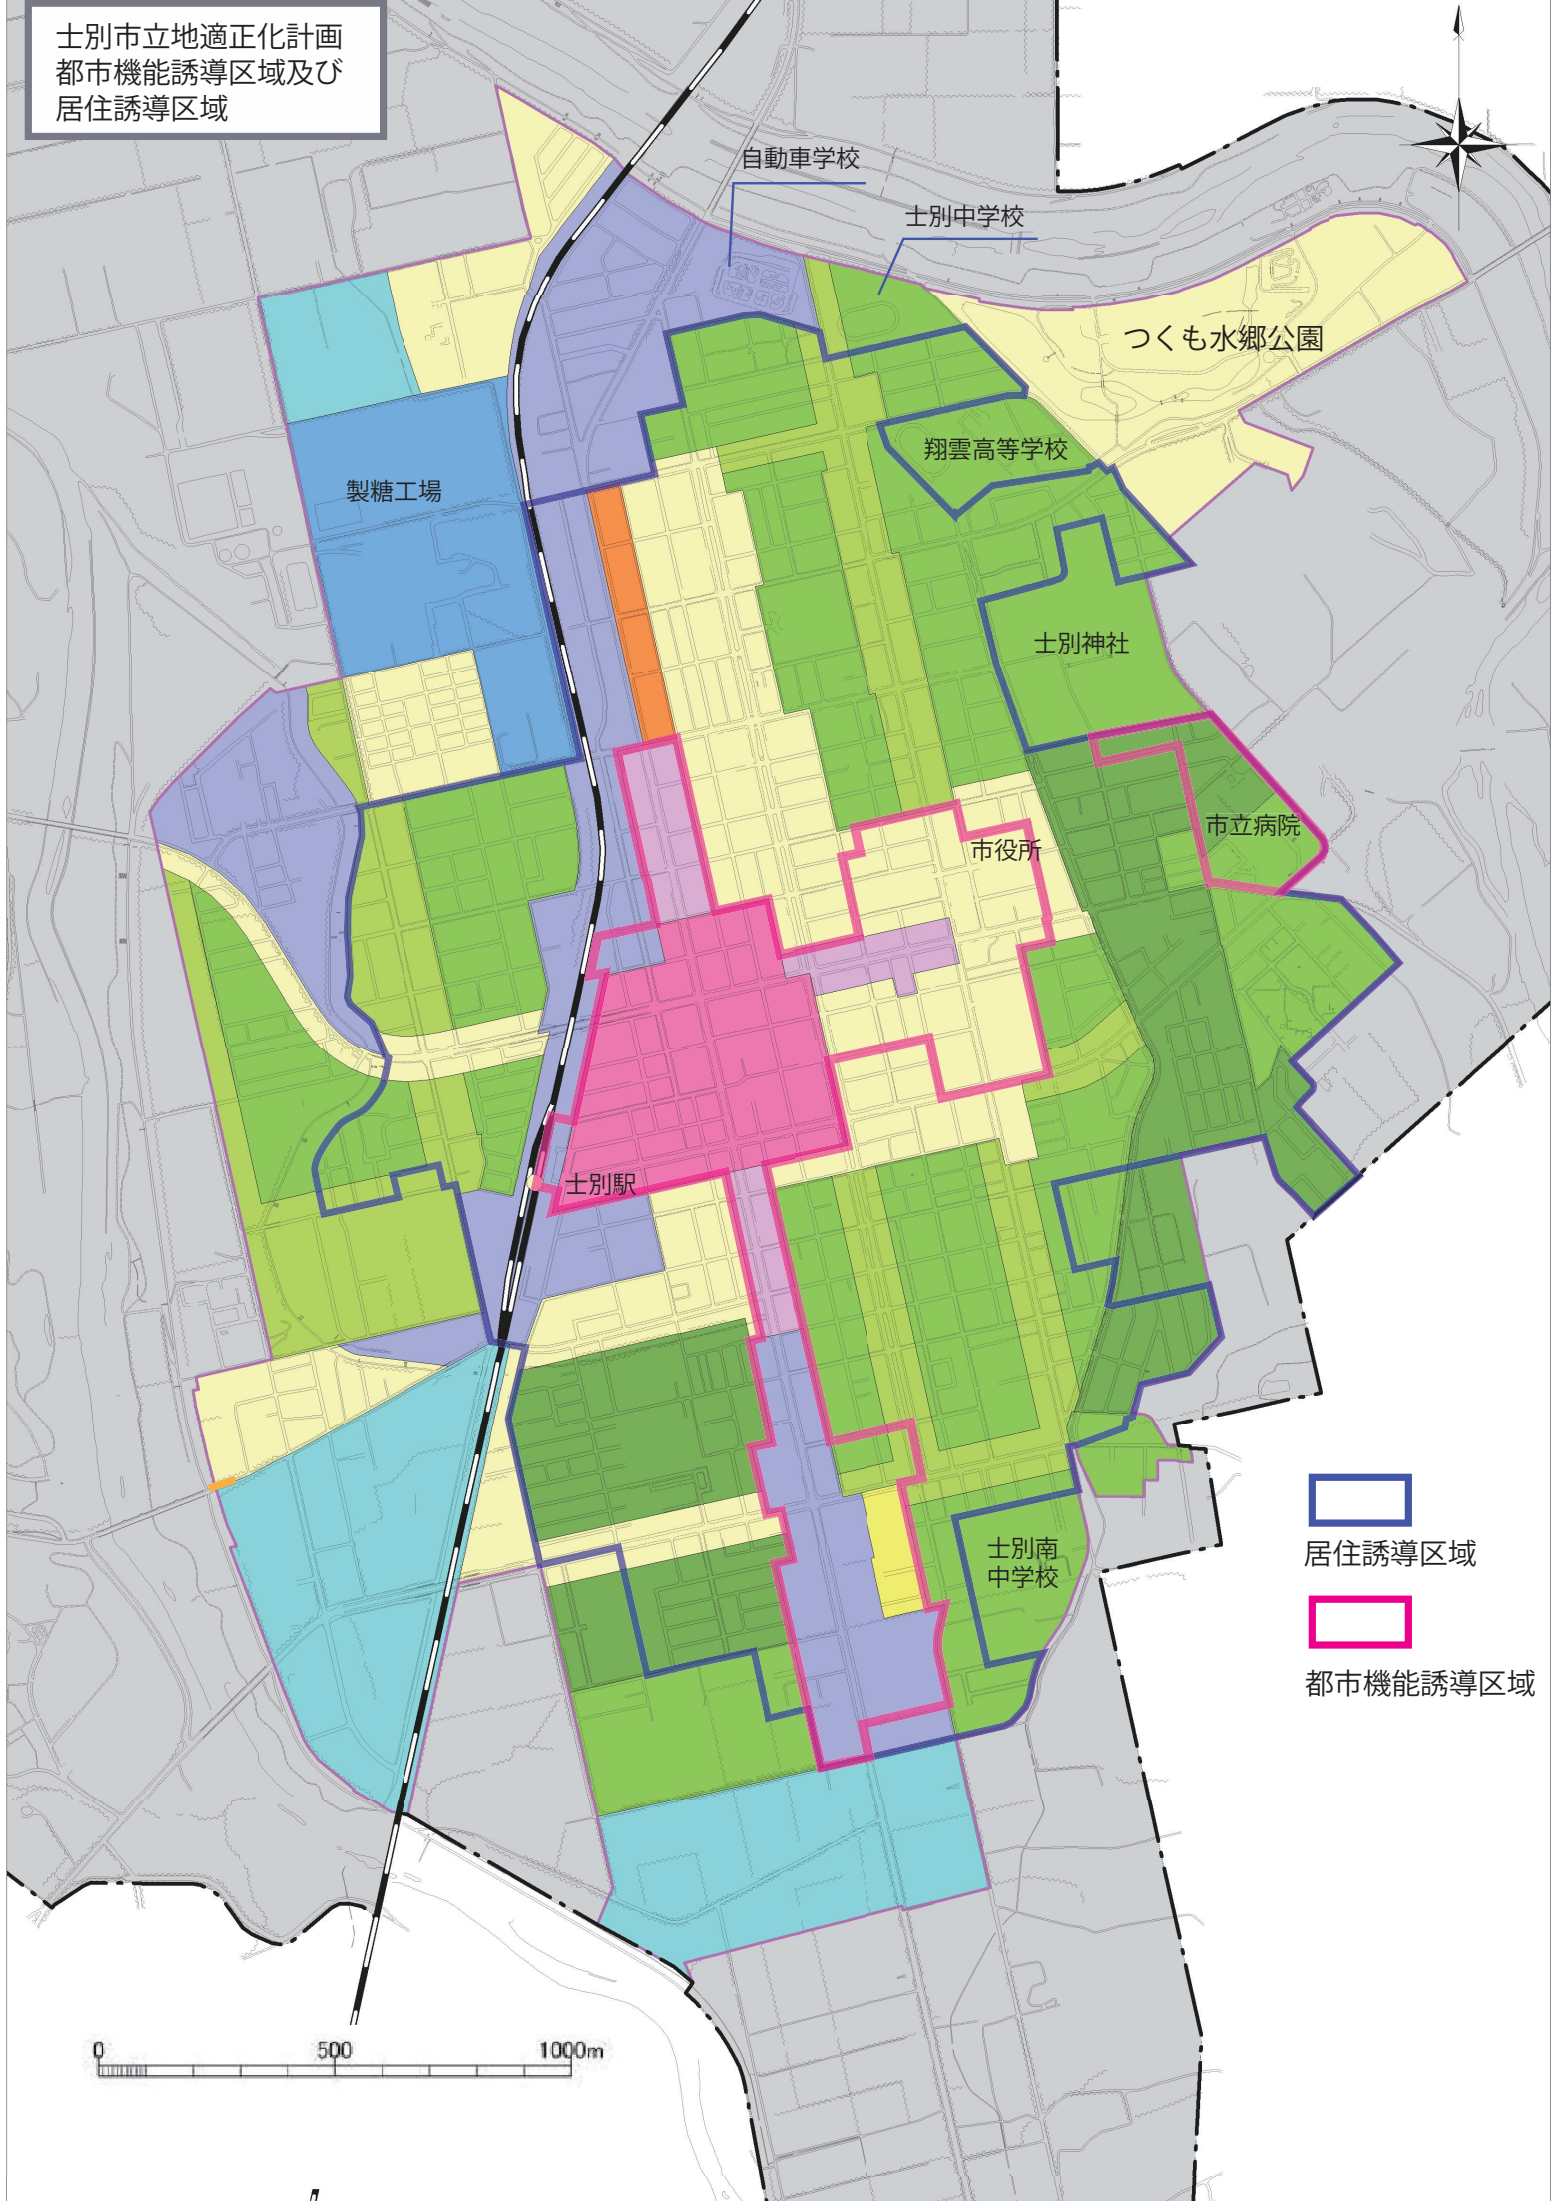 士別市立地適正化計画
都市機能誘導区域及び
居住誘導区域
自動車学校
士別中学校
つくも水郷公園
翔雲高等学校
製糖工場
士別神社
市立病院
市役所
士別駅
士別南
中学校
居住誘導区域
都市機能誘導区域
0 500 1000m